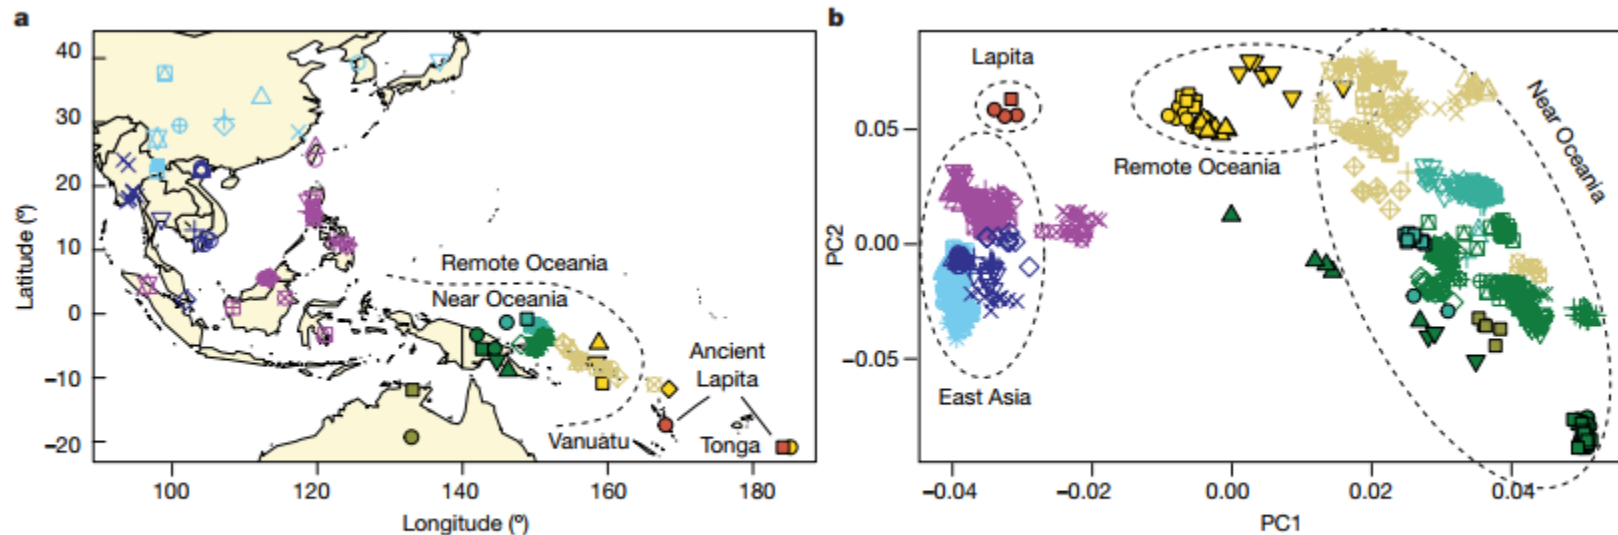 a
40
30
20
10
0
–10
–20
Latitude (º)
Remote Oceania
Near Oceania
Ancient
Lapita
Vanuatu
Tonga
100
120
140
160
180
Longitude (º)
b
Lapita
Remote Oceania
Near Oceania
East Asia
0.05
0.00
–0.05
PC2
–0.04
–0.02
0.00
0.02
0.04
PC1